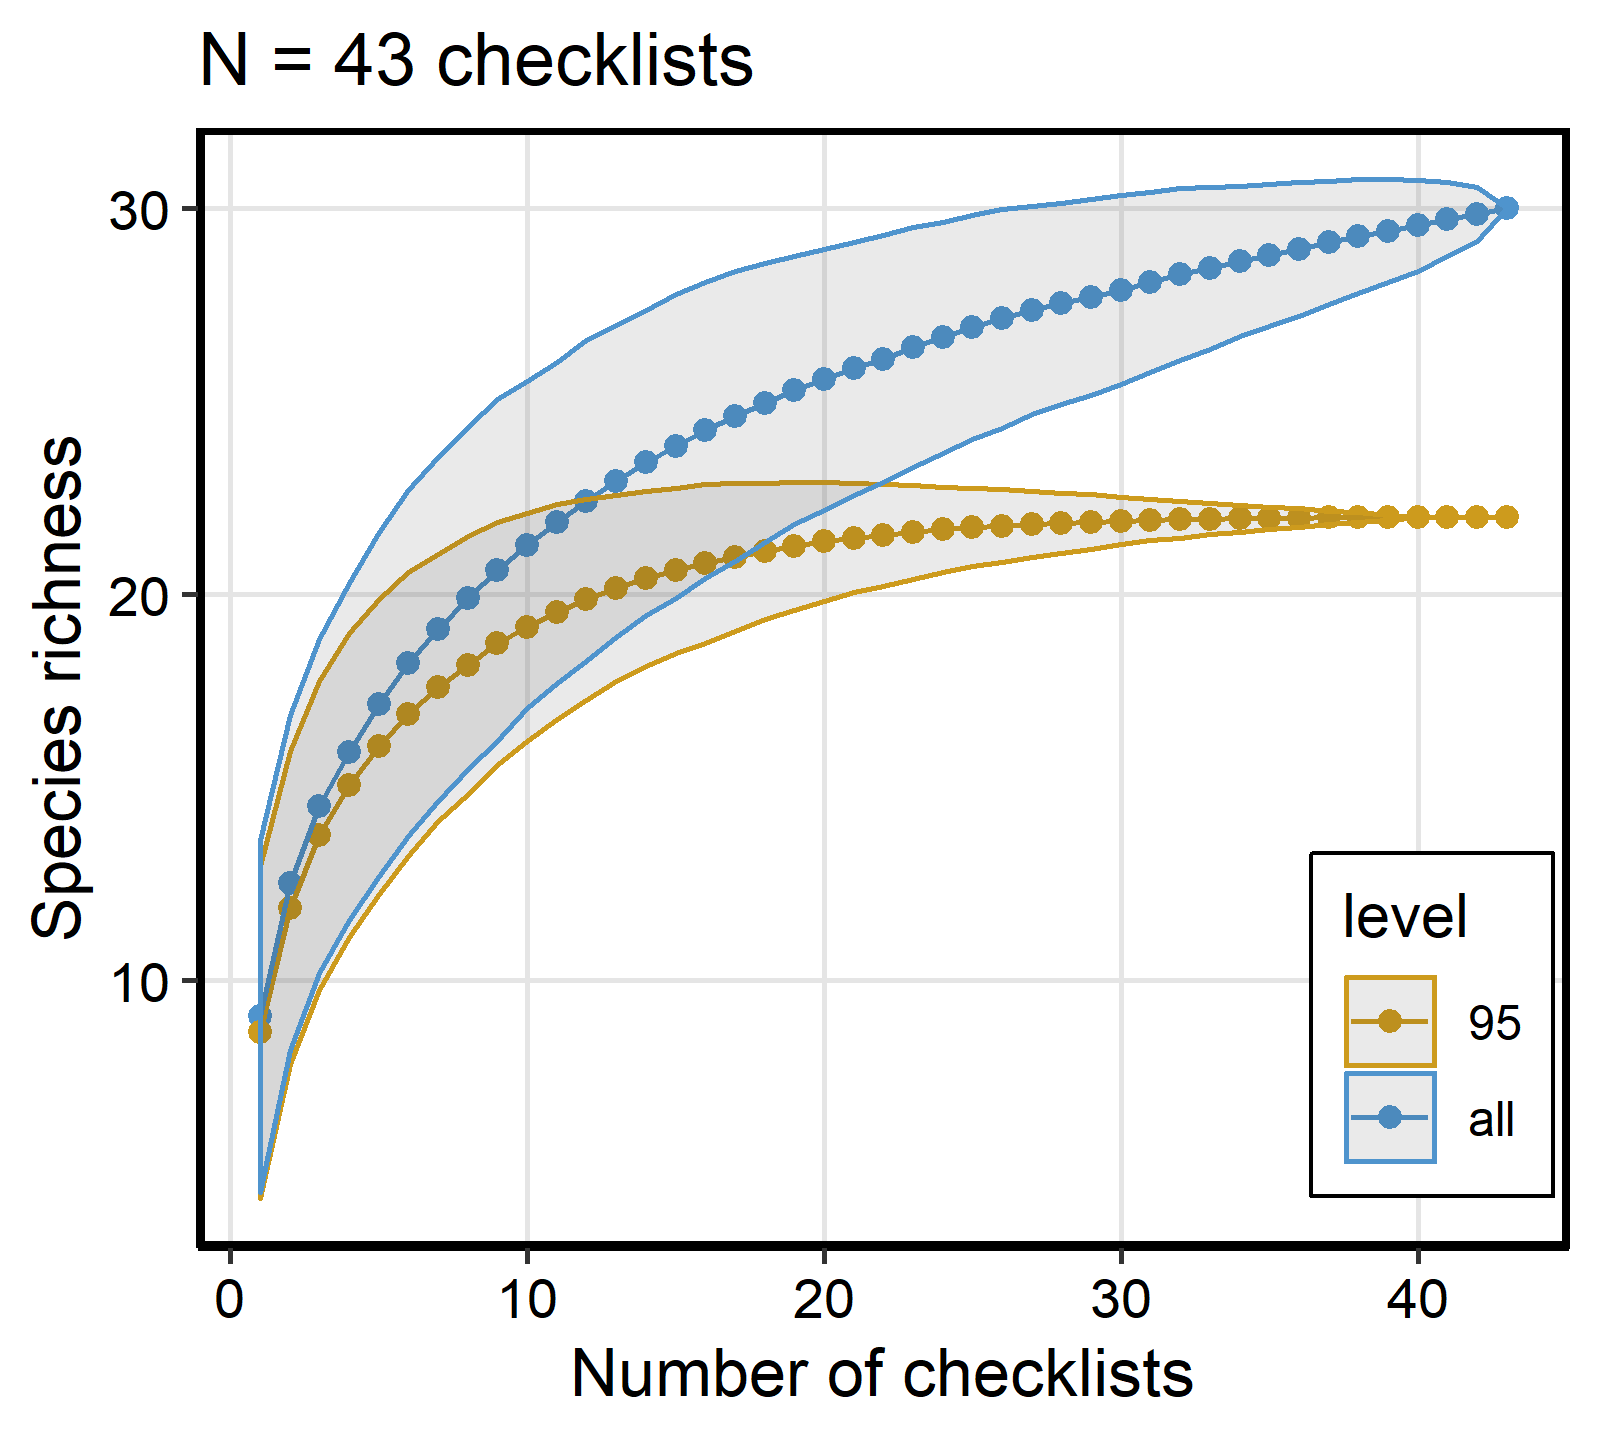 N = 43 checklists
Species richness
30
20
10
0 10 20 30 40
Number of checklists
level
95
all